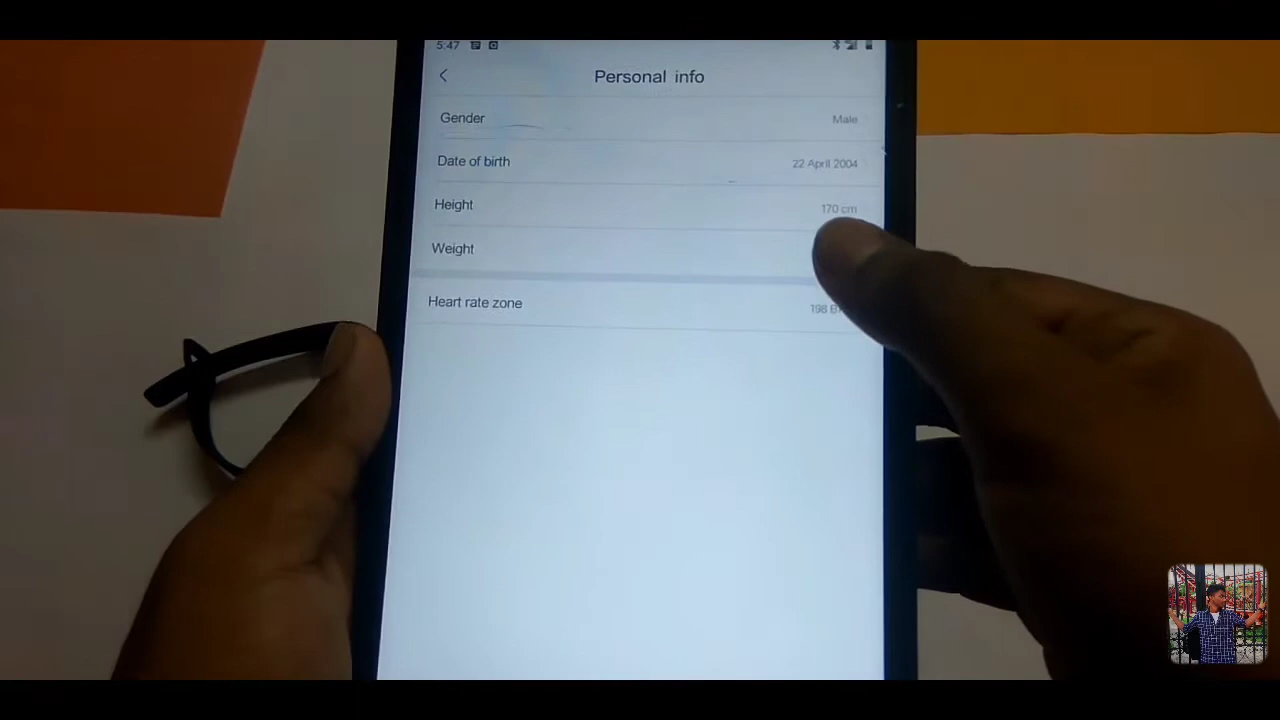 5:47
Personal info
Gender Male
Date of birth 22 April 2004
Height 170 cm
Weight
Heart rate zone 198